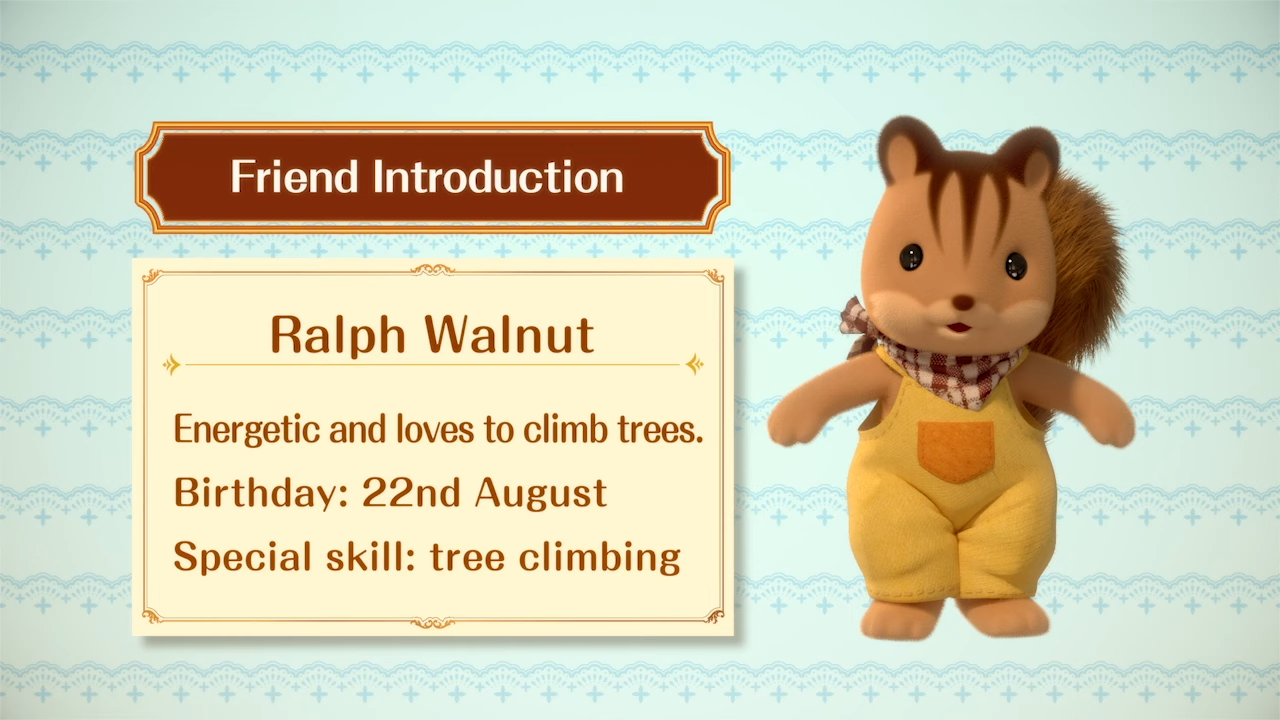 Friend Introduction
Ralph Walnut
Energetic and loves to climb trees.
Birthday: 22nd August
Special skill: tree climbing